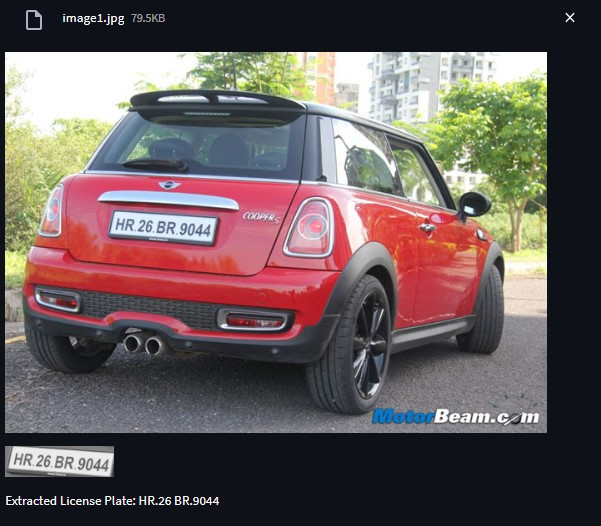 image1.jpg 79.5KB
COOPER S
HR.26.BR.9044
MotorBeam.com
HR.26.BR.9044
Extracted License Plate: HR.26 BR.9044